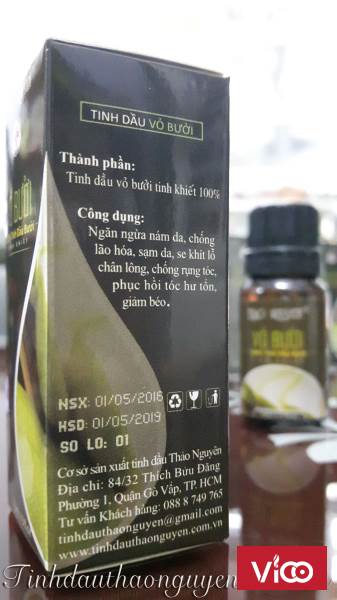 TINH DẦU VỎ BƯỞI
Thành phần:
Tinh dầu vỏ bưởi tinh khiết 100%
Công dụng:
Ngăn ngừa nám da, chống
lão hóa, sạm da, se khít lỗ
chân lông, chống rụng tóc,
phục hồi tóc hư tổn,
giảm béo.
NSX: 01/05/2016
HSD: 01/05/2019
SO LO: 01
Cơ sở sản xuất tinh dầu Thảo Nguyên
Địa chỉ: 84/32 Thích Bửu Đăng
Phường 1, Quận Gò Vấp, TP. HCM
Tư vấn Khách hàng: 088 8 749 765
tinhdauthaonguyen@gmail.com
www.tinhdauthaonguyen.com.vn
BƯỞI
VỎ BƯỞI
Tinhdauthaonguyen
VICO